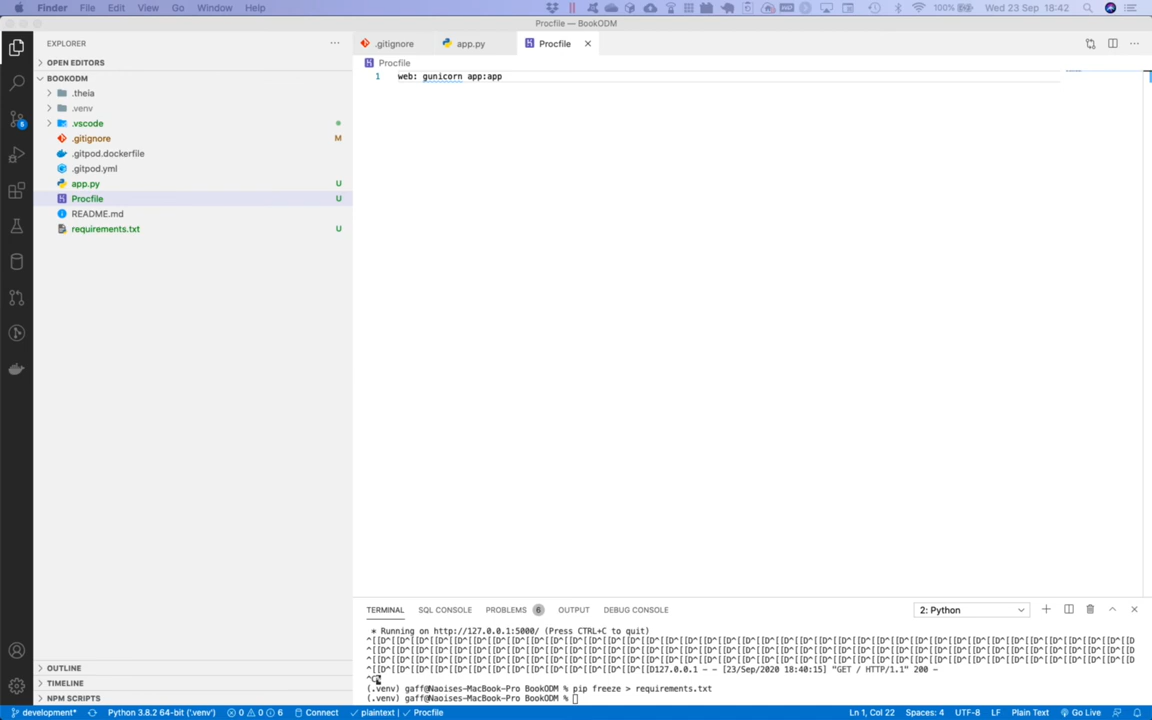 Finder File Edit View Go Window Help 100% Wed 23 Sep 18:42
Procfile — BookODM
EXPLORER
.gitignore app.py Procfile
OPEN EDITORS
Procfile
BOOKODM
1 web: gunicorn app:app
.theia
.venv
.vscode
.gitignore M
.gitpod.dockerfile
.gitpod.yml
app.py U
Procfile U
README.md
requirements.txt U
5
TERMINAL SQL CONSOLE PROBLEMS 6 OUTPUT DEBUG CONSOLE 2: Python
* Running on http://127.0.0.1:5000/ (Press CTRL+C to quit)
^[[D^[[D^[[D^[[D^[[D^[[D^[[D^[[D^[[D^[[D^[[D^[[D^[[D^[[D^[[D^[[D^[[D^[[D^[[D^[[D^[[D^[[D^[[D^[[D^[[D^[[D^[[D^[[D^[[D^[[D^[[D^[[D^[[D^[[D^[[D^[[D^[[D^[[D
^[[D^[[D^[[D^[[D^[[D^[[D^[[D^[[D^[[D^[[D^[[D^[[D^[[D^[[D^[[D^[[D^[[D^[[D^[[D^[[D^[[D^[[D^[[D^[[D^[[D^[[D^[[D^[[D^[[D^[[D^[[D^[[D^[[D^[[D^[[D^[[D^[[D^[[D
^[[D^[[D^[[D^[[D^[[D^[[D^[[D^[[D^[[D^[[D^[[D^[[D^[[D^[[D^[[D^[[D^[[D^[[D^[[D^[[D^[[D^[[D^[[D^[[D^[[D^[[D^[[D^[[D^[[D^[[D^[[D^[[D^[[D^[[D^[[D^[[D^[[D^[[D
^[[D^[[D^[[D^[[D^[[D^[[D^[[D^[[D^[[D^[[D^[[D^[[D^[[D^[[D127.0.0.1 - - [23/Sep/2020 18:40:15] "GET / HTTP/1.1" 200 -
^C
(.venv) gaff@Naoises-MacBook-Pro BookODM % pip freeze > requirements.txt
(.venv) gaff@Naoises-MacBook-Pro BookODM %
OUTLINE
TIMELINE
NPM SCRIPTS
development* Python 3.8.2 64-bit ('.venv') 0 0 6 Connect plaintext Procfile Ln 1, Col 22 Spaces: 4 UTF-8 LF Plain Text Go Live